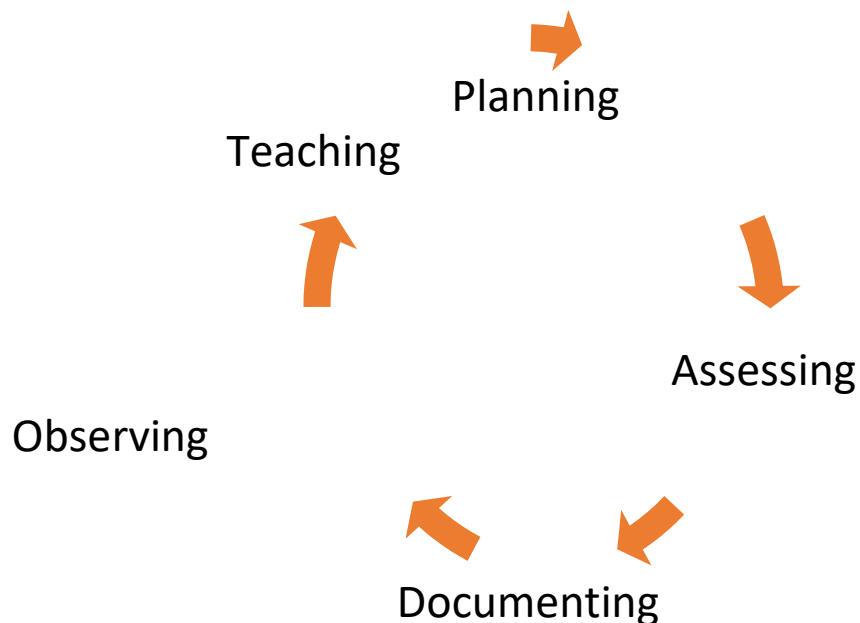 Planning
Teaching
Assessing
Observing
Documenting